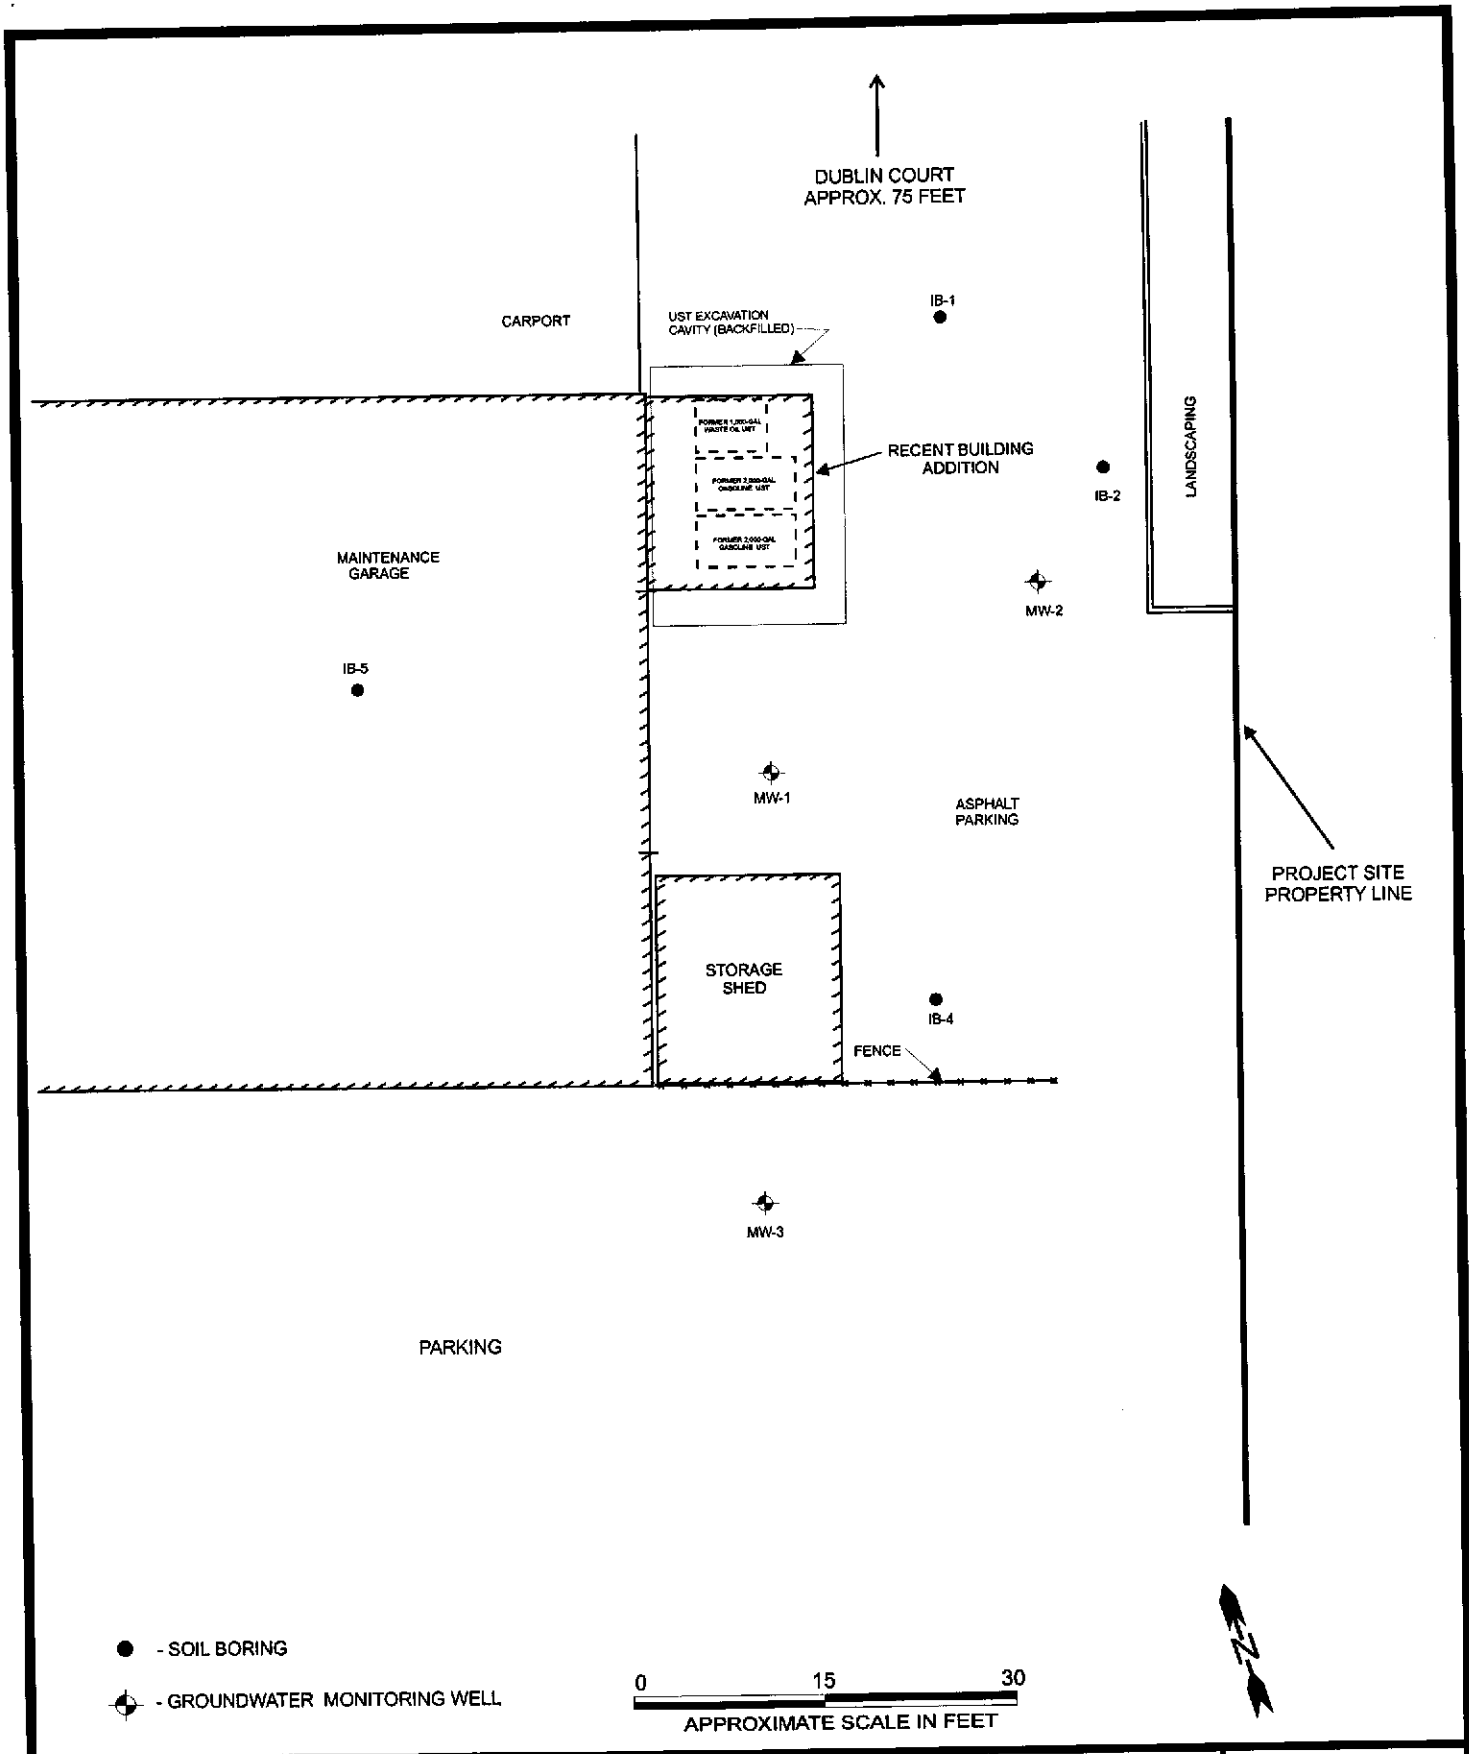 DUBLIN COURT
APPROX. 75 FEET
IB-1
UST EXCAVATION
CAVITY (BACKFILLED)
CARPORT
FORMER 1,000-GAL
WASTE OIL UST
RECENT BUILDING
ADDITION
LANDSCAPING
FORMER 2,000-GAL
GASOLINE UST
IB-2
FORMER 2,000-GAL
GASOLINE UST
MAINTENANCE
GARAGE
MW-2
IB-5
MW-1
ASPHALT
PARKING
PROJECT SITE
PROPERTY LINE
STORAGE
SHED
IB-4
FENCE
MW-3
PARKING
- SOIL BORING
- GROUNDWATER MONITORING WELL
0 15 30
APPROXIMATE SCALE IN FEET
N